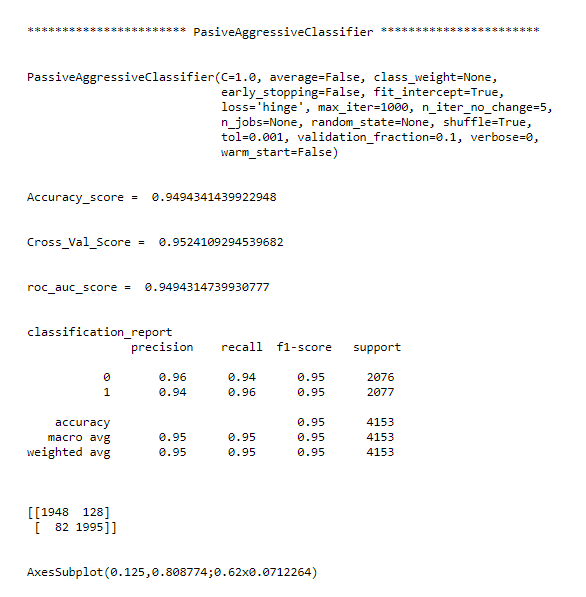 *********************** PasiveAggressiveClassifier ***********************
PassiveAggressiveClassifier(C=1.0, average=False, class_weight=None,
early_stopping=False, fit_intercept=True,
loss='hinge', max_iter=1000, n_iter_no_change=5,
n_jobs=None, random_state=None, shuffle=True,
tol=0.001, validation_fraction=0.1, verbose=0,
warm_start=False)
Accuracy_score =  0.9494341439922948
Cross_Val_Score =  0.9524109294539682
roc_auc_score =  0.9494314739930777
classification_report
precision    recall  f1-score   support
0       0.96      0.94      0.95      2076
1       0.94      0.96      0.95      2077
accuracy                           0.95      4153
macro avg       0.95      0.95      0.95      4153
weighted avg       0.95      0.95      0.95      4153
[[1948  128]
[  82 1995]]
AxesSubplot(0.125,0.808774;0.62x0.0712264)